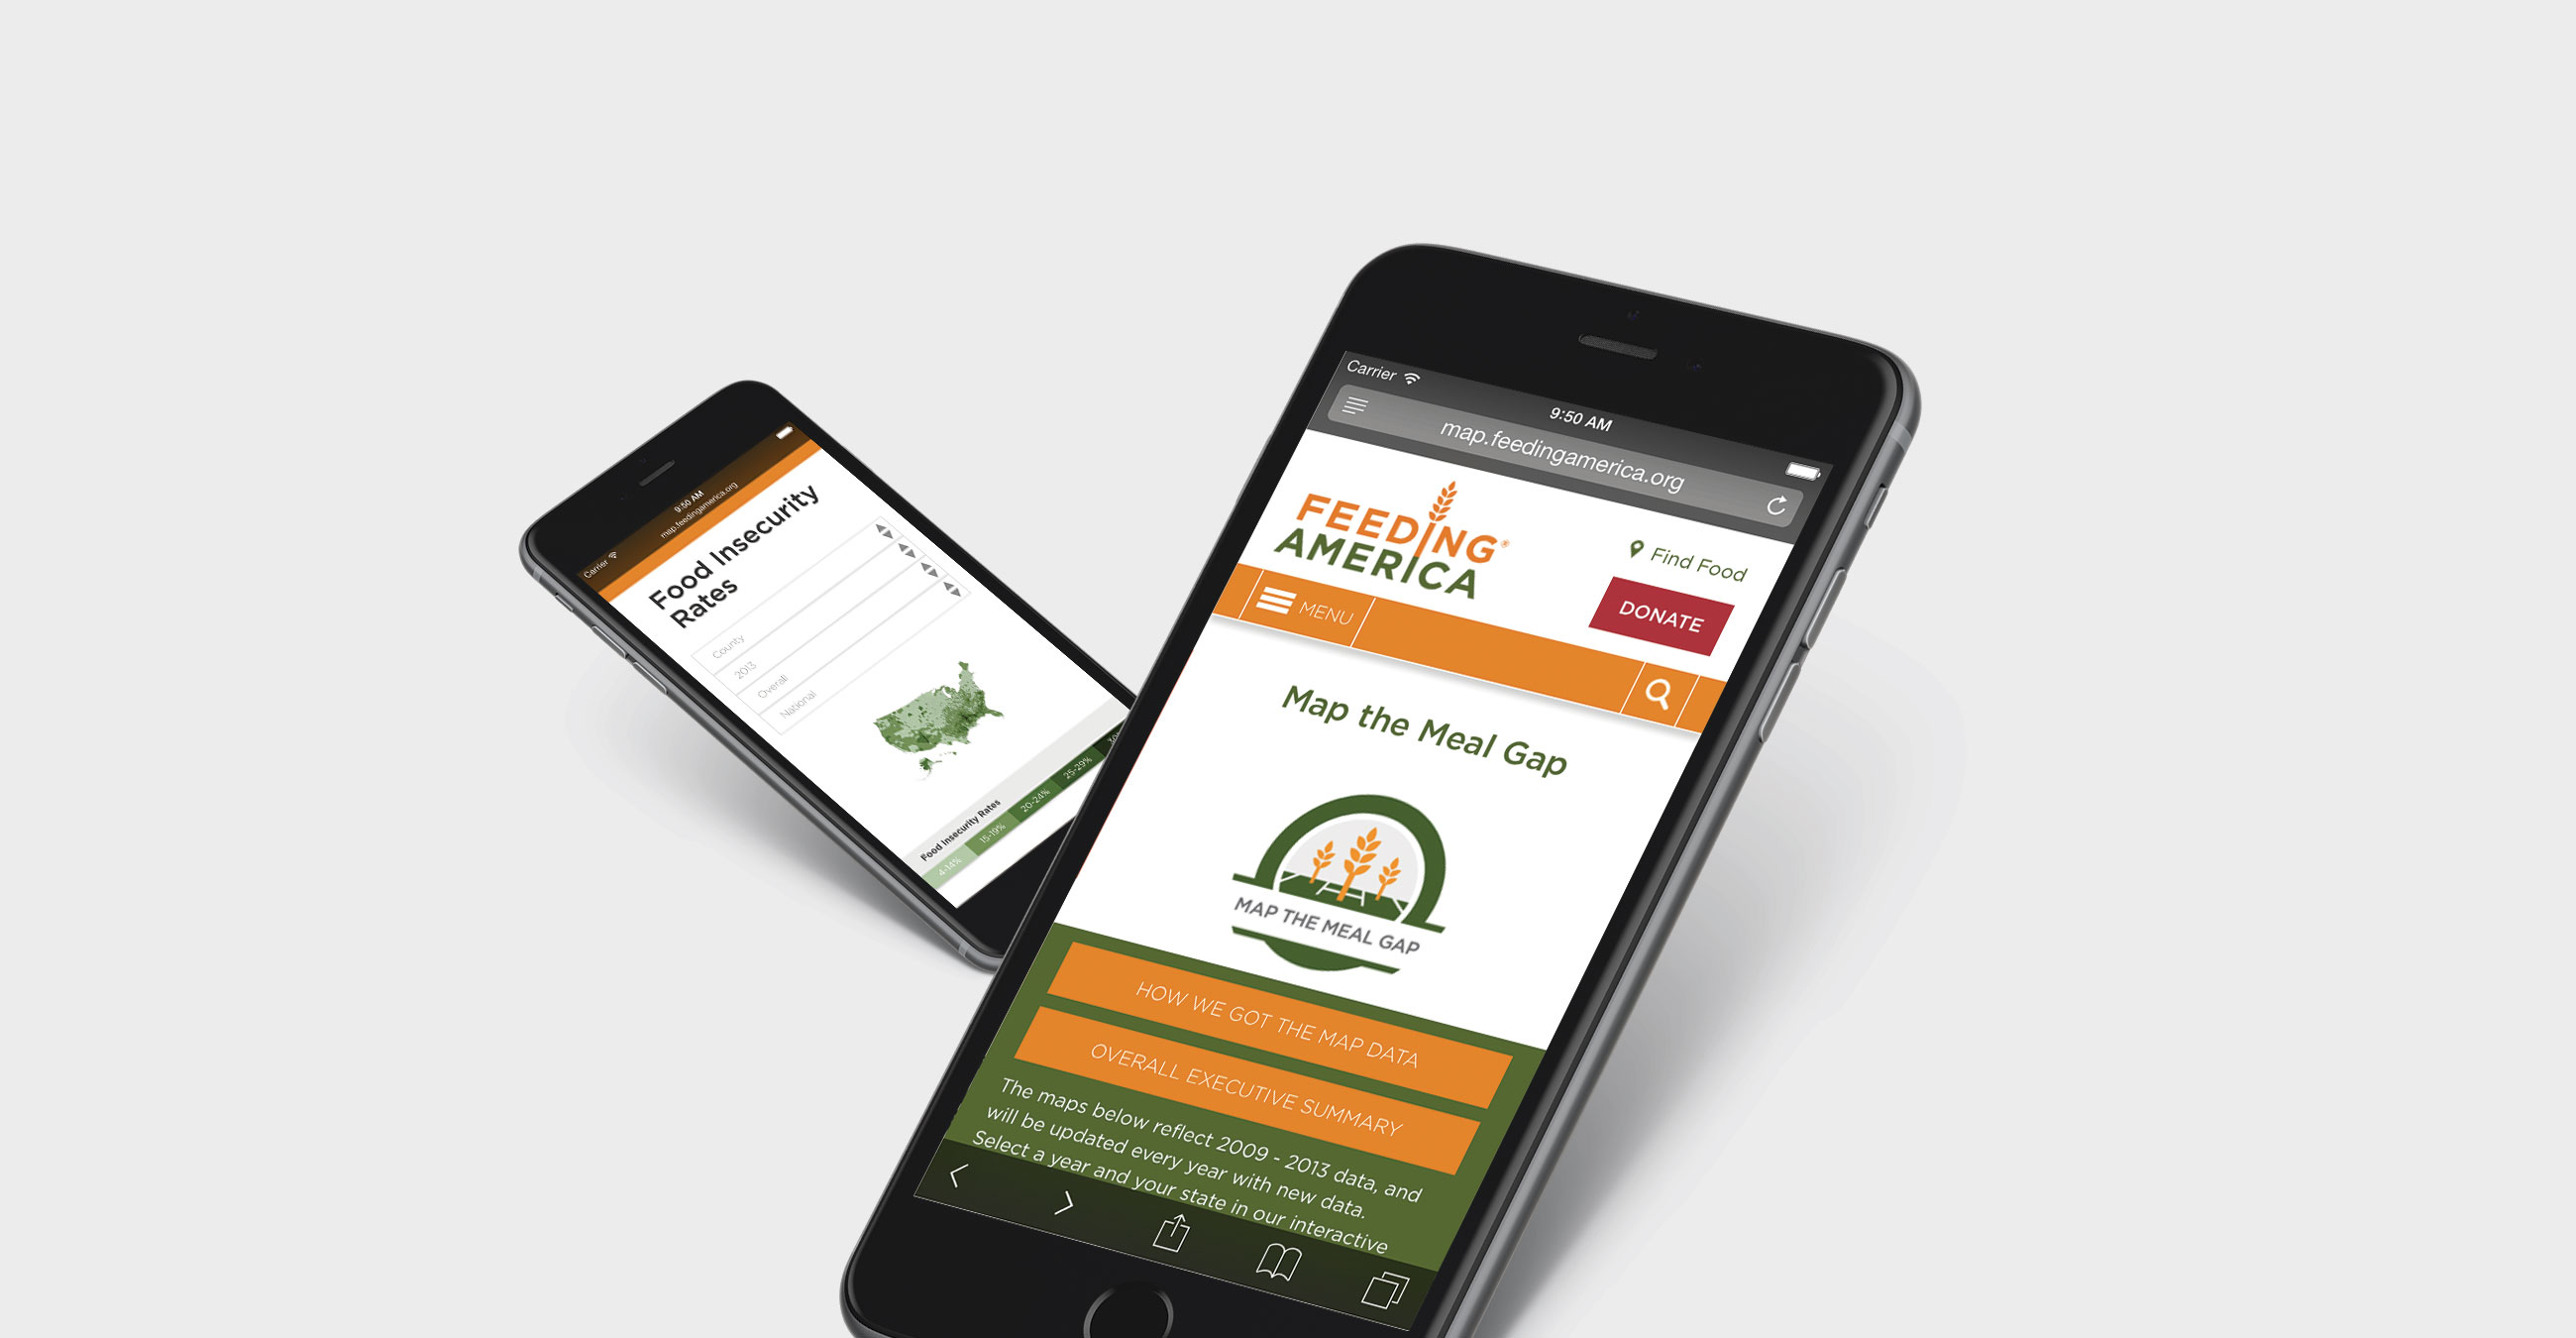 Carrier
9:50 AM
map.feedingamerica.org
Food Insecurity
Rates
County
2013
Overall
National
Food Insecurity Rates
4-14%
15-19%
20-24%
25-29%
Carrier
9:50 AM
map.feedingamerica.org
FEEDING®
AMERICA
Find Food
DONATE
MENU
Map the Meal Gap
MAP THE MEAL GAP
HOW WE GOT THE MAP DATA
OVERALL EXECUTIVE SUMMARY
The maps below reflect 2009 - 2013 data, and
will be updated every year with new data.
Select a year and your state in our interactive